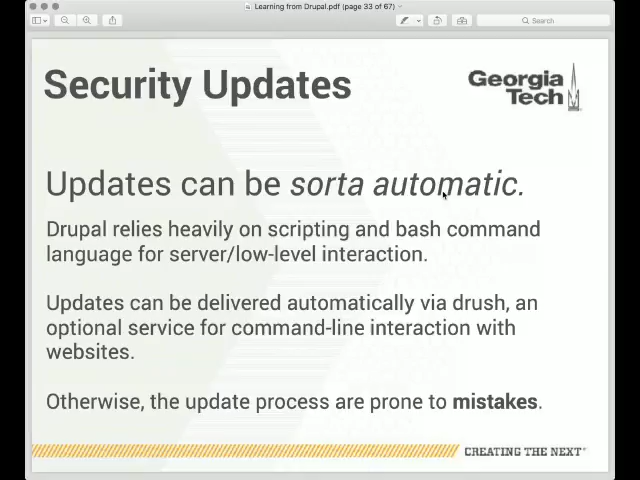 Learning from Drupal.pdf (page 33 of 67)
Search
Security Updates
Georgia
Tech
Updates can be sorta automatic.
Drupal relies heavily on scripting and bash command
language for server/low-level interaction.
Updates can be delivered automatically via drush, an
optional service for command-line interaction with
websites.
Otherwise, the update process are prone to mistakes.
CREATING THE NEXT